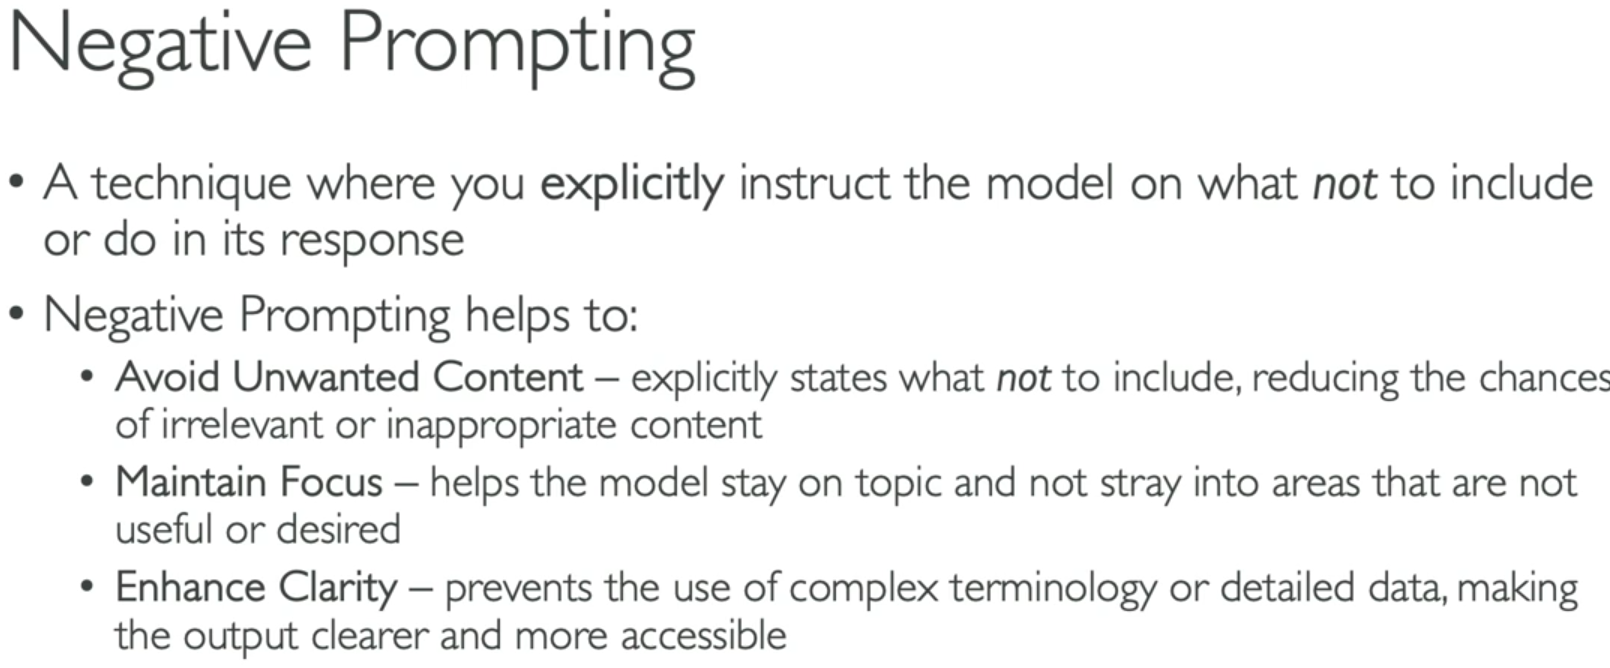 Negative Prompting
• A technique where you explicitly instruct the model on what not to include
or do in its response
• Negative Prompting helps to:
• Avoid Unwanted Content – explicitly states what not to include, reducing the chances
of irrelevant or inappropriate content
• Maintain Focus – helps the model stay on topic and not stray into areas that are not
useful or desired
• Enhance Clarity – prevents the use of complex terminology or detailed data, making
the output clearer and more accessible